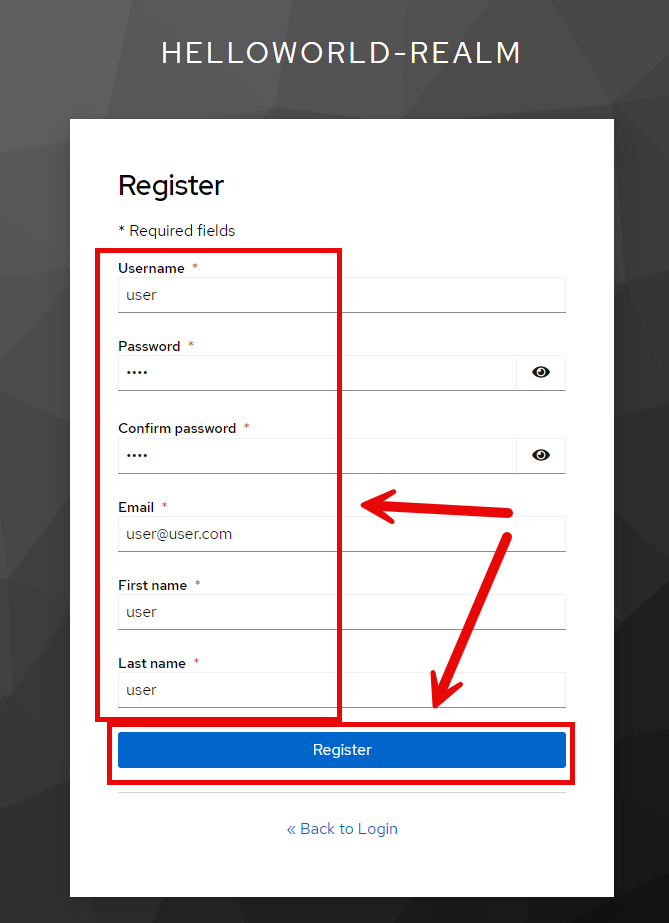 HELLOWORLD-REALM
Register
* Required fields
Username *
user
Password *
••••
Confirm password *
••••
Email *
user@user.com
First name *
user
Last name *
user
Register
« Back to Login